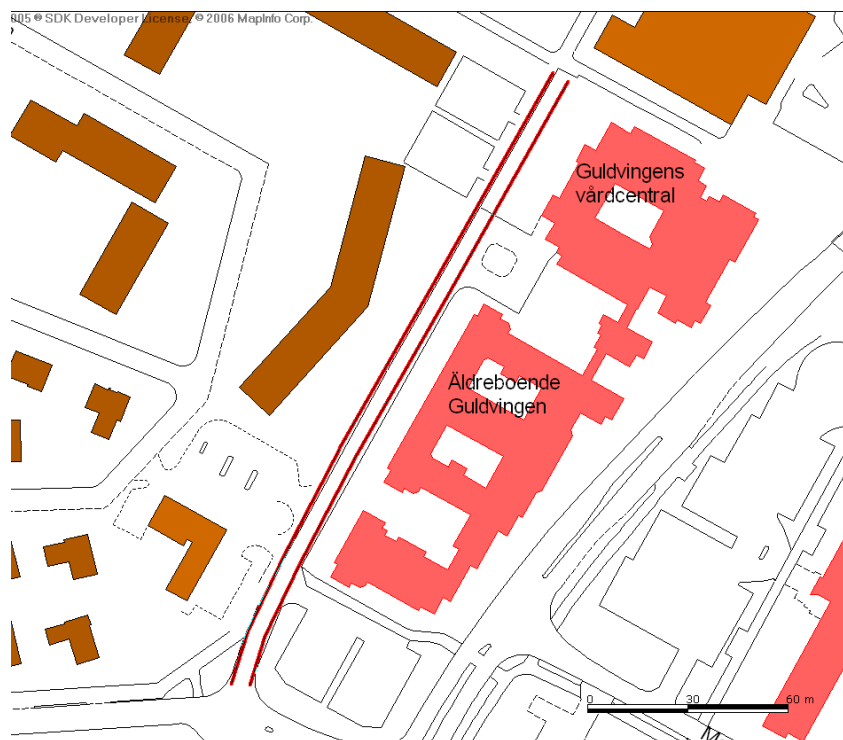 005 © SDK Developer License, © 2006 MapInfo Corp.
Guldvingens
vårdcentral
Äldreboende
Guldvingen
0 30 60 m